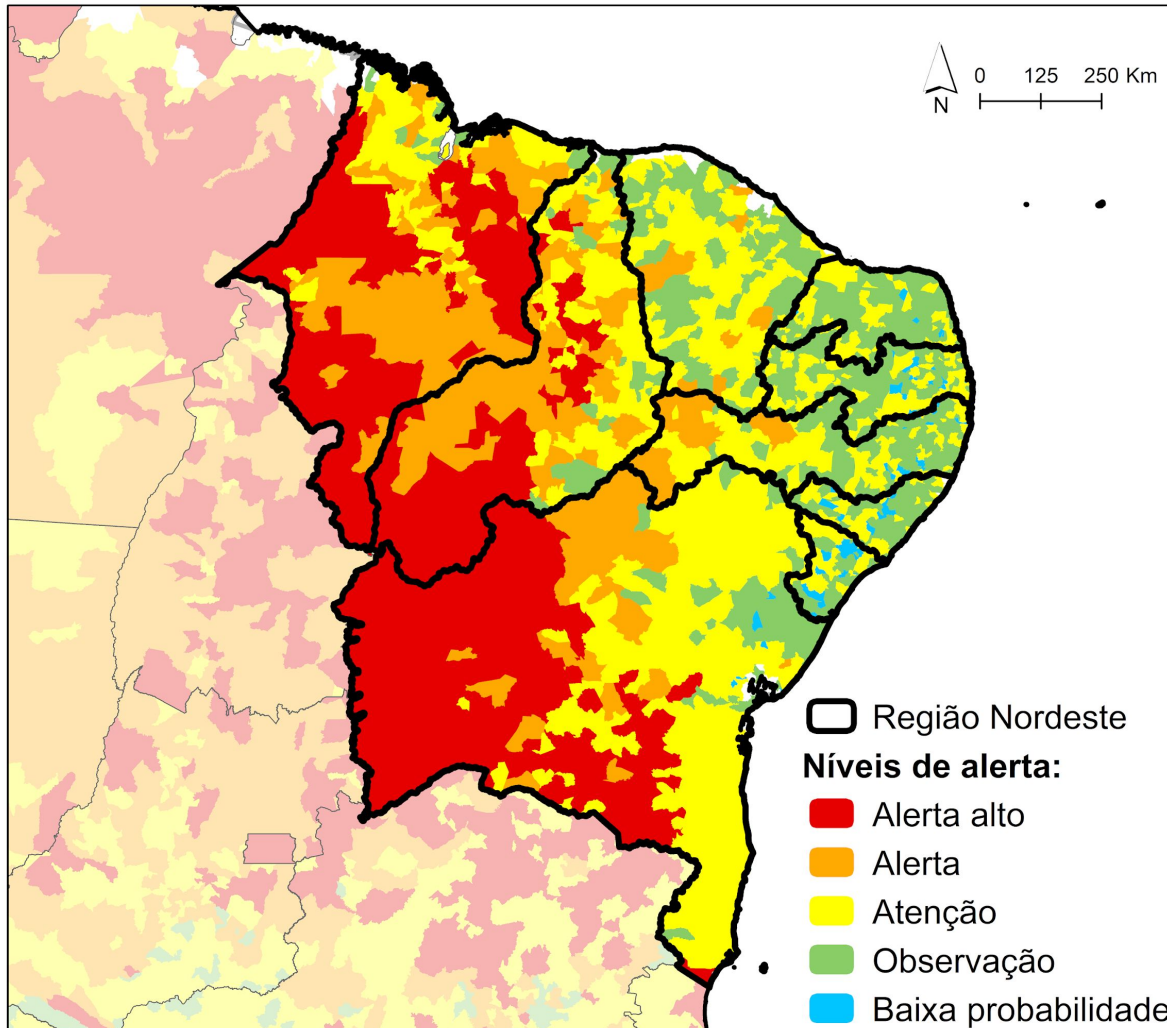 N
0 125 250 Km
Região Nordeste
Níveis de alerta:
Alerta alto
Alerta
Atenção
Observação
Baixa probabilidade